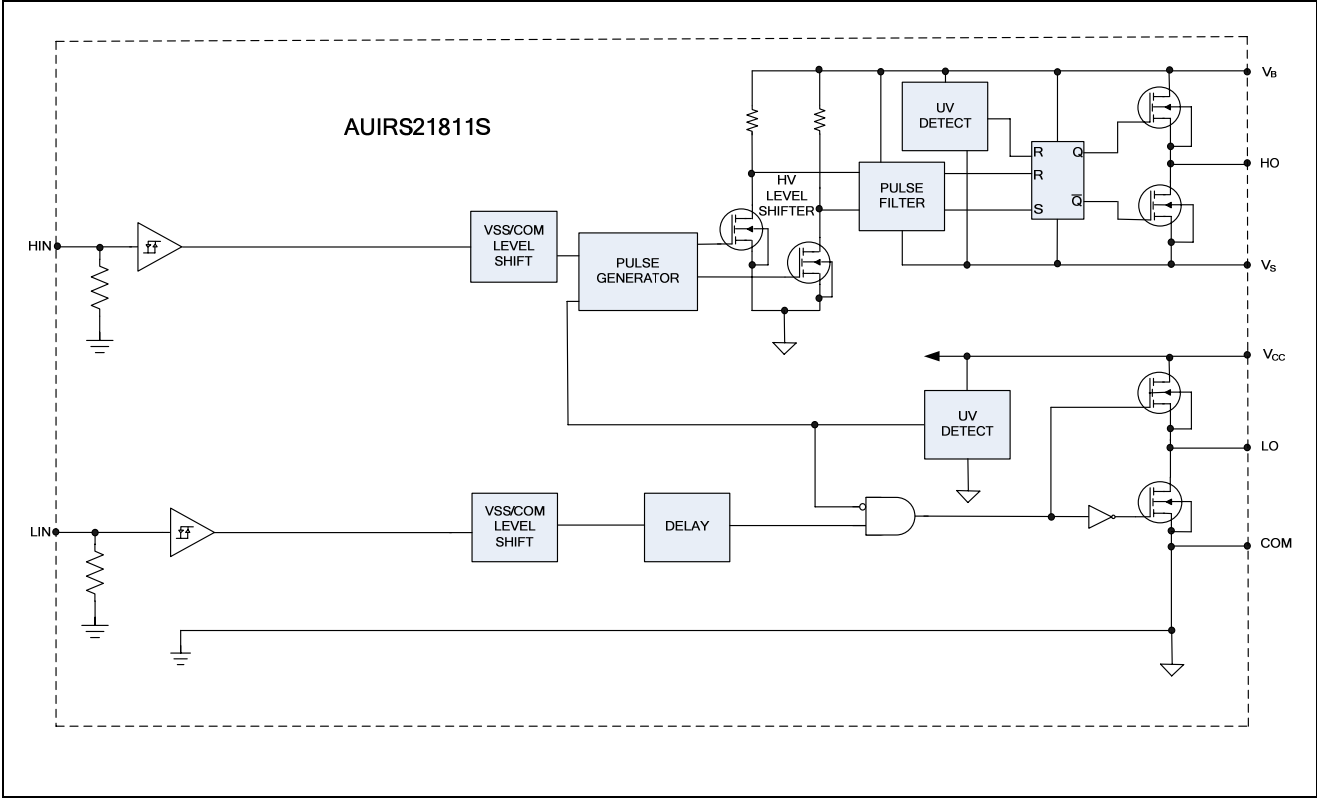 AUIRS21811S
UV
DETECT
VB
R
Q
R
Q̅
S
HO
HV
LEVEL
SHIFTER
PULSE
FILTER
HIN
VSS/COM
LEVEL
SHIFT
PULSE
GENERATOR
VS
VCC
UV
DETECT
LO
LIN
VSS/COM
LEVEL
SHIFT
DELAY
COM